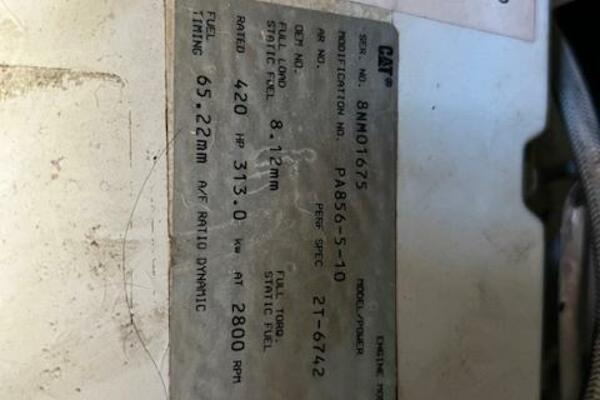 CAT® ENGINE MO
SER. NO. 8NM01675 MODEL/POWER
MODIFICATION NO. PA856-5-10
AR NO. PERF SPEC 2T-6742
OEM NO.
FULL LOAD STATIC FUEL 8.12mm FULL TORQ. STATIC FUEL
RATED 420 HP 313.0 kW AT 2800 RPM
FUEL TIMING 65.22mm A/F RATIO DYNAMIC